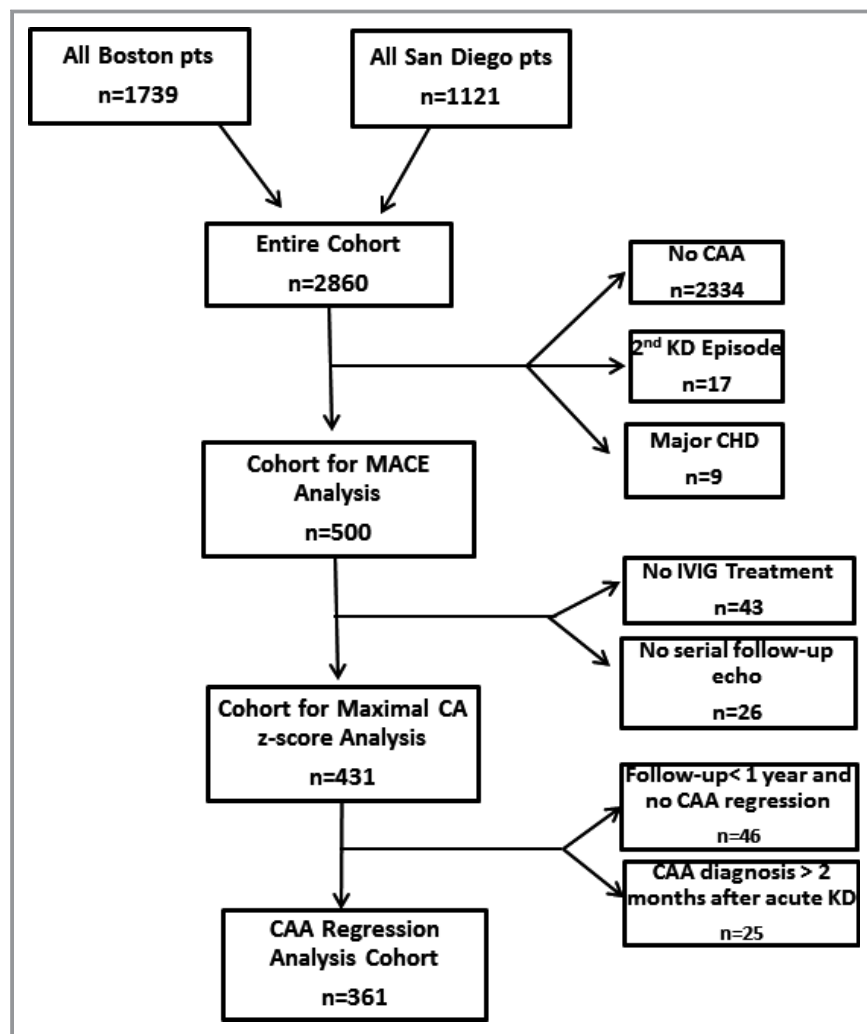 All Boston pts
n=1739
All San Diego pts
n=1121
Entire Cohort
n=2860
No CAA
n=2334
2nd KD Episode
n=17
Major CHD
n=9
Cohort for MACE
Analysis
n=500
No IVIG Treatment
n=43
No serial follow-up
echo
n=26
Cohort for Maximal CA
z-score Analysis
n=431
Follow-up< 1 year and
no CAA regression
n=46
CAA diagnosis > 2
months after acute KD
n=25
CAA Regression
Analysis Cohort
n=361